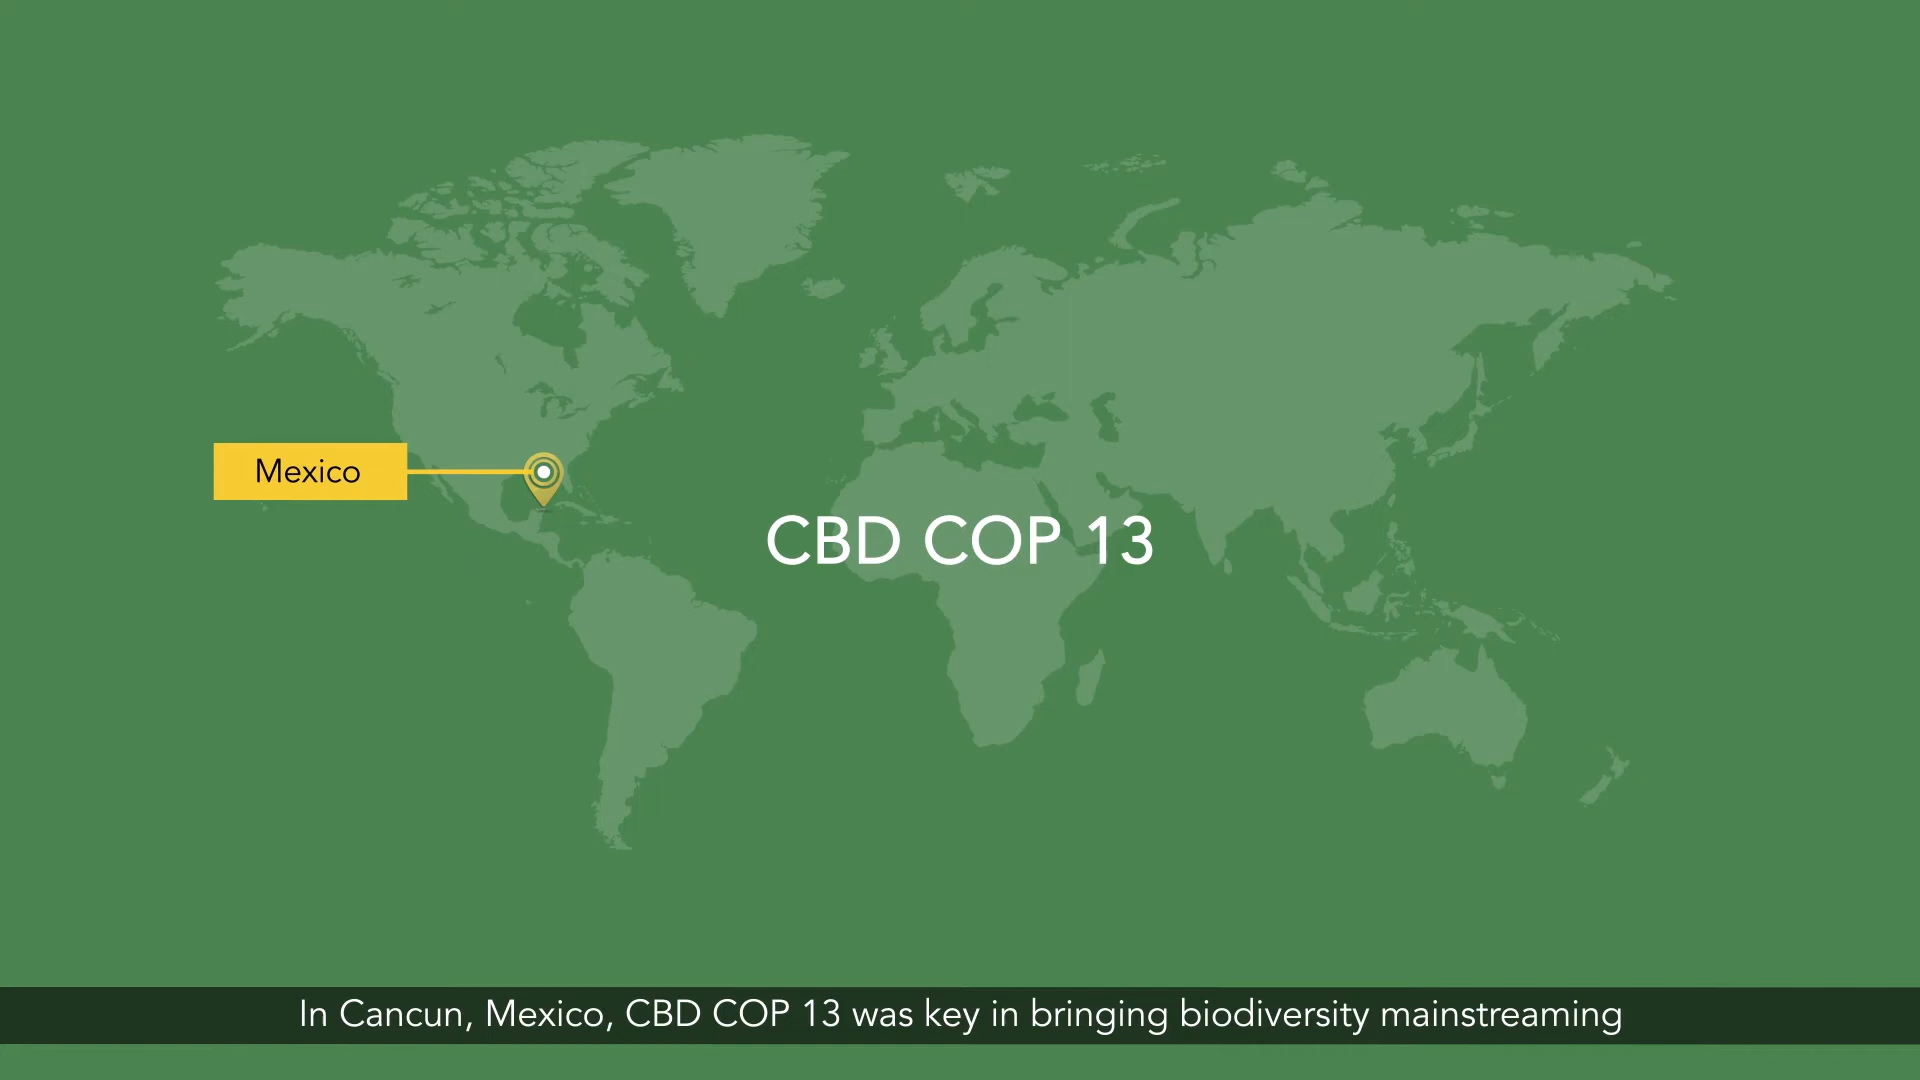 Mexico
CBD COP 13
In Cancun, Mexico, CBD COP 13 was key in bringing biodiversity mainstreaming